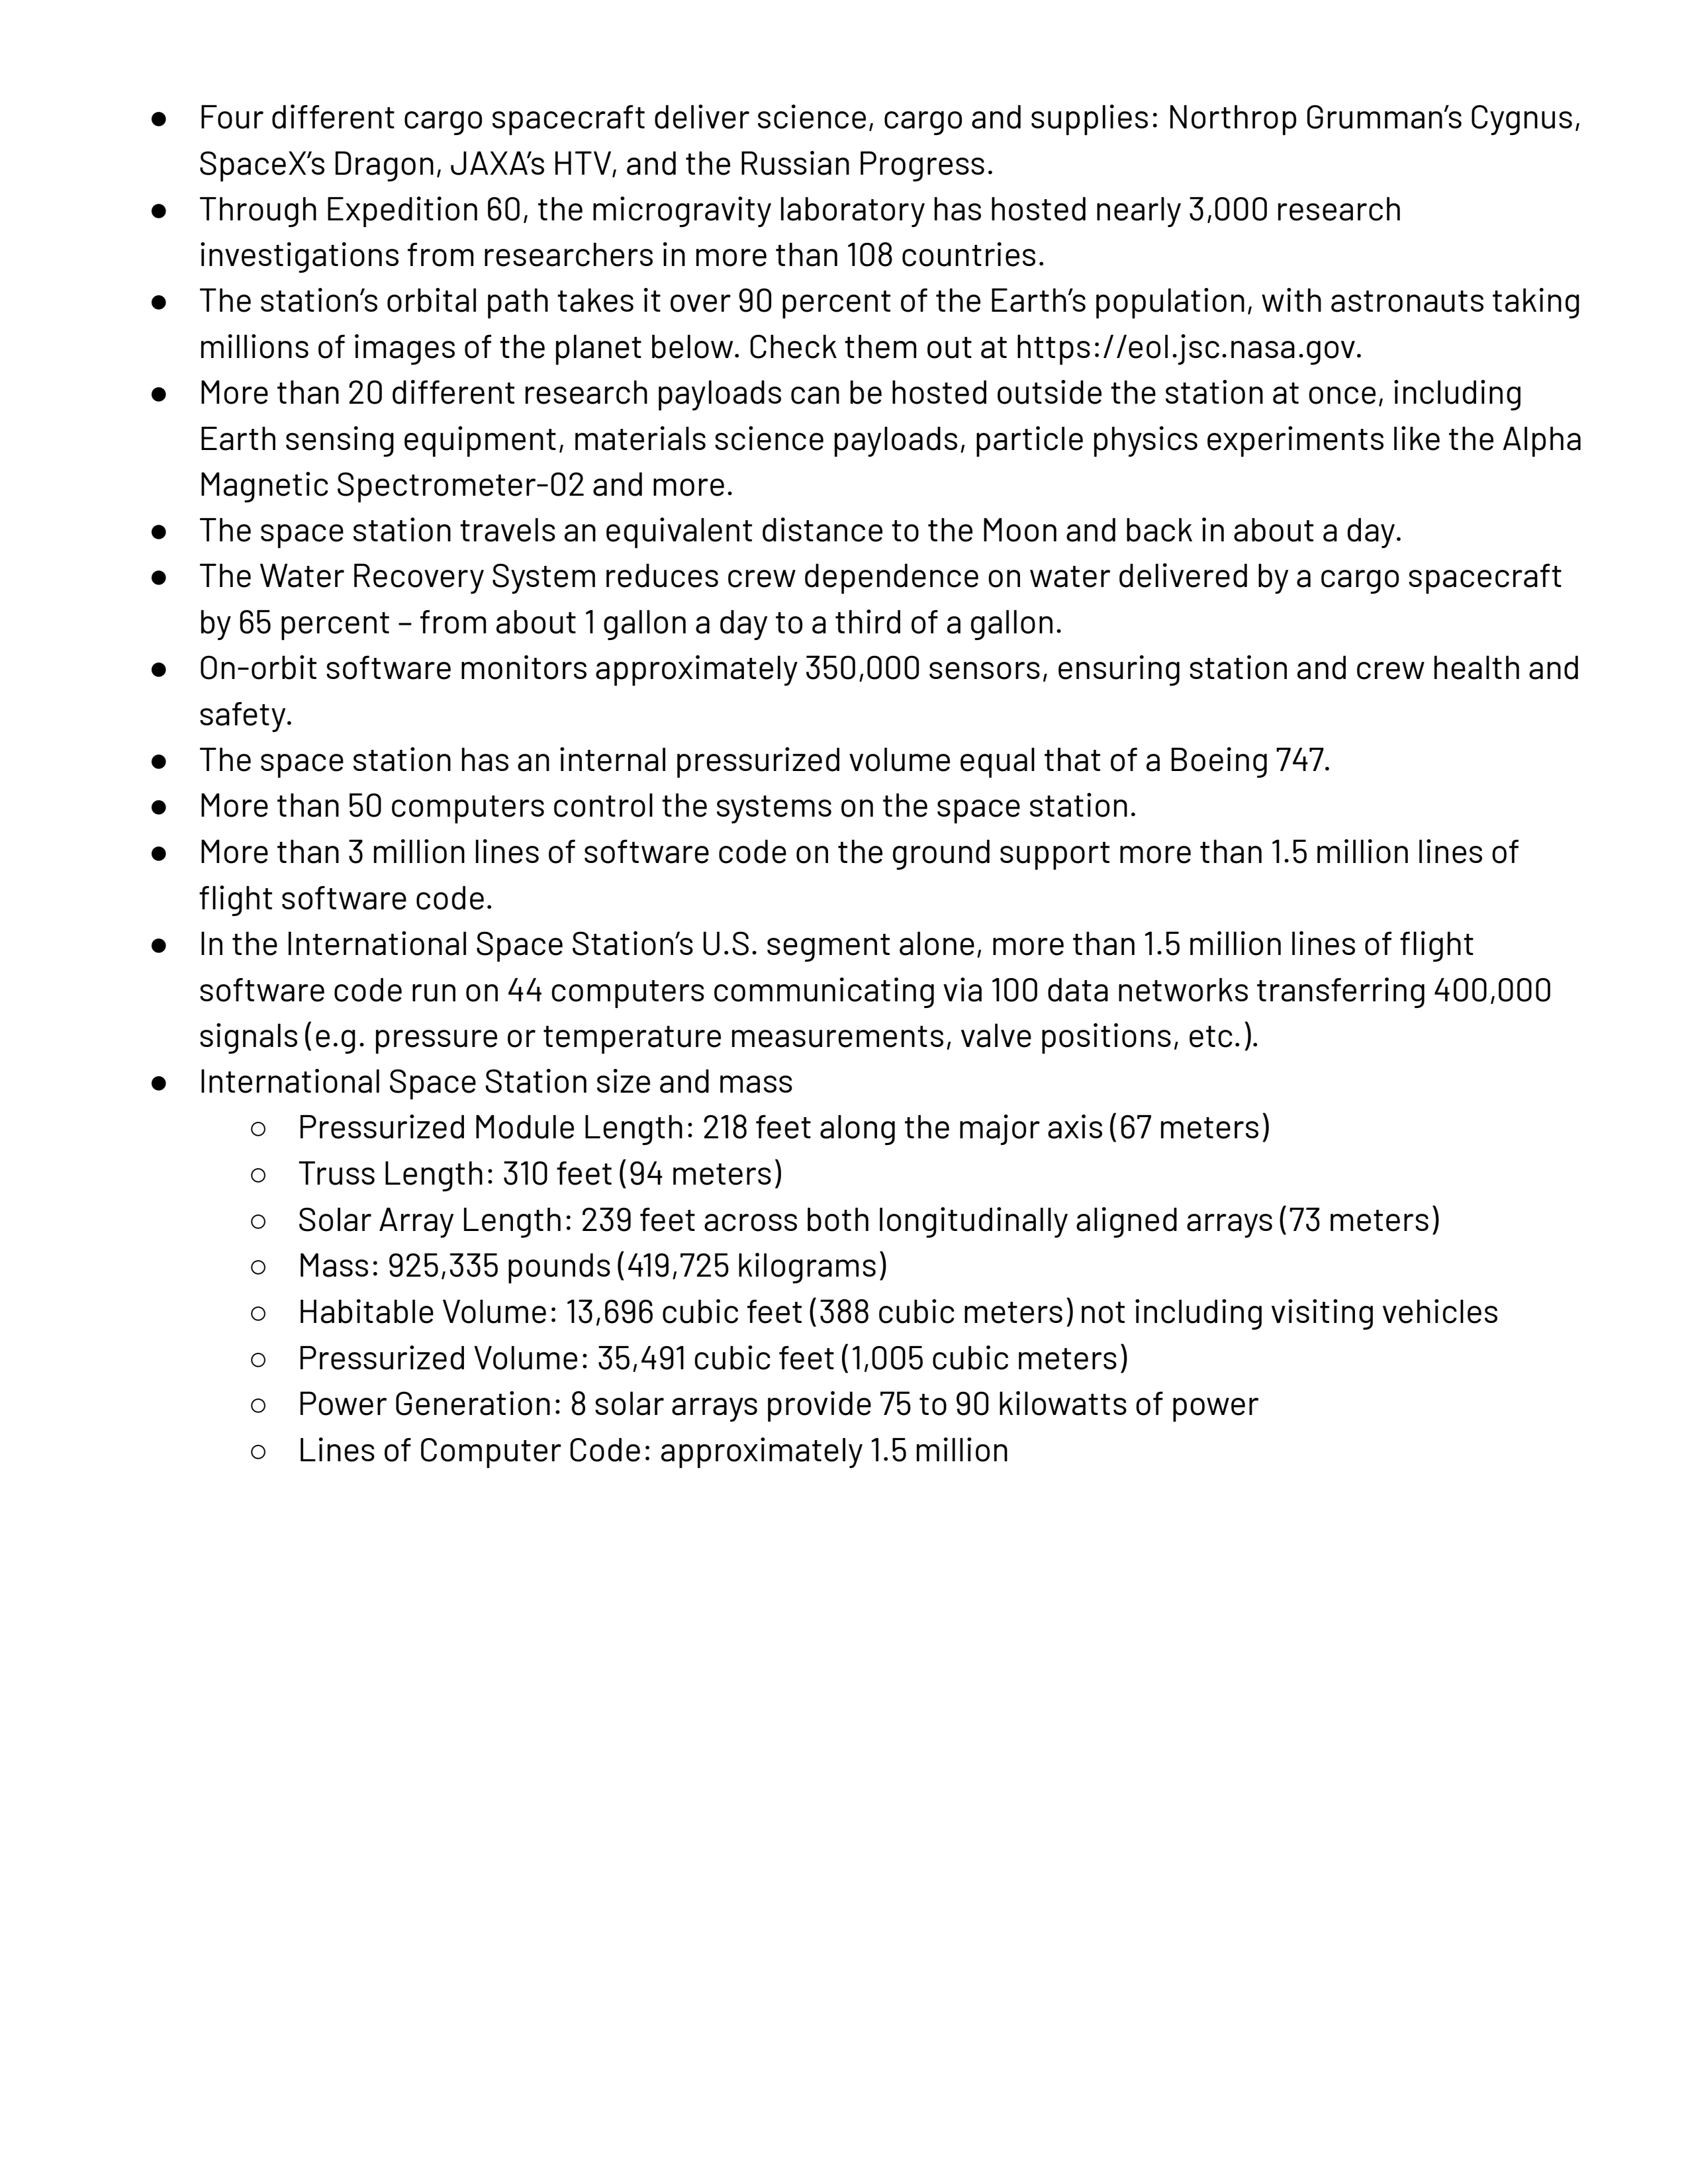 ● Four different cargo spacecraft deliver science, cargo and supplies: Northrop Grumman’s Cygnus,
SpaceX’s Dragon, JAXA’s HTV, and the Russian Progress.
● Through Expedition 60, the microgravity laboratory has hosted nearly 3,000 research
investigations from researchers in more than 108 countries.
● The station’s orbital path takes it over 90 percent of the Earth’s population, with astronauts taking
millions of images of the planet below. Check them out at https://eol.jsc.nasa.gov.
● More than 20 different research payloads can be hosted outside the station at once, including
Earth sensing equipment, materials science payloads, particle physics experiments like the Alpha
Magnetic Spectrometer-02 and more.
● The space station travels an equivalent distance to the Moon and back in about a day.
● The Water Recovery System reduces crew dependence on water delivered by a cargo spacecraft
by 65 percent – from about 1 gallon a day to a third of a gallon.
● On-orbit software monitors approximately 350,000 sensors, ensuring station and crew health and
safety.
● The space station has an internal pressurized volume equal that of a Boeing 747.
● More than 50 computers control the systems on the space station.
● More than 3 million lines of software code on the ground support more than 1.5 million lines of
flight software code.
● In the International Space Station’s U.S. segment alone, more than 1.5 million lines of flight
software code run on 44 computers communicating via 100 data networks transferring 400,000
signals (e.g. pressure or temperature measurements, valve positions, etc.).
● International Space Station size and mass
○ Pressurized Module Length: 218 feet along the major axis (67 meters)
○ Truss Length: 310 feet (94 meters)
○ Solar Array Length: 239 feet across both longitudinally aligned arrays (73 meters)
○ Mass: 925,335 pounds (419,725 kilograms)
○ Habitable Volume: 13,696 cubic feet (388 cubic meters) not including visiting vehicles
○ Pressurized Volume: 35,491 cubic feet (1,005 cubic meters)
○ Power Generation: 8 solar arrays provide 75 to 90 kilowatts of power
○ Lines of Computer Code: approximately 1.5 million